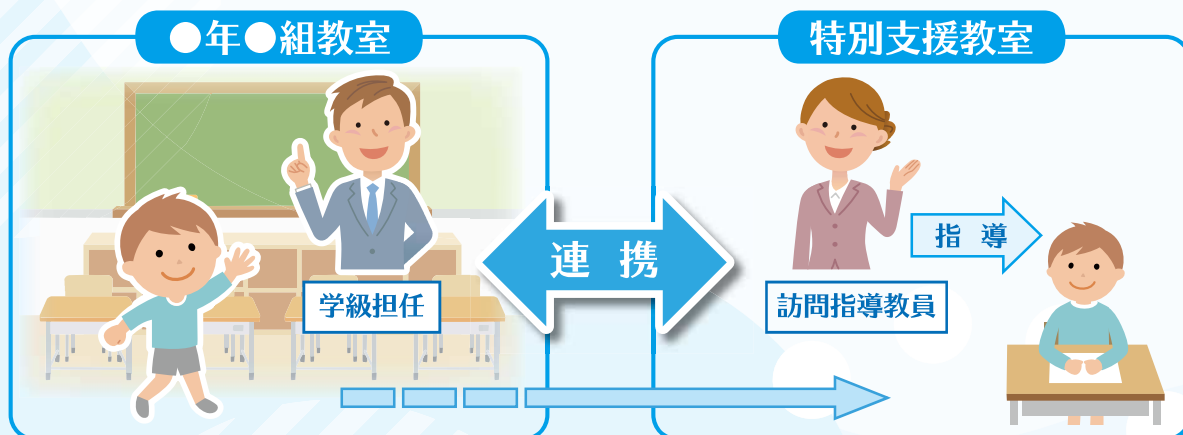 ●年●組教室
特別支援教室
学級担任
連携
訪問指導教員
指導